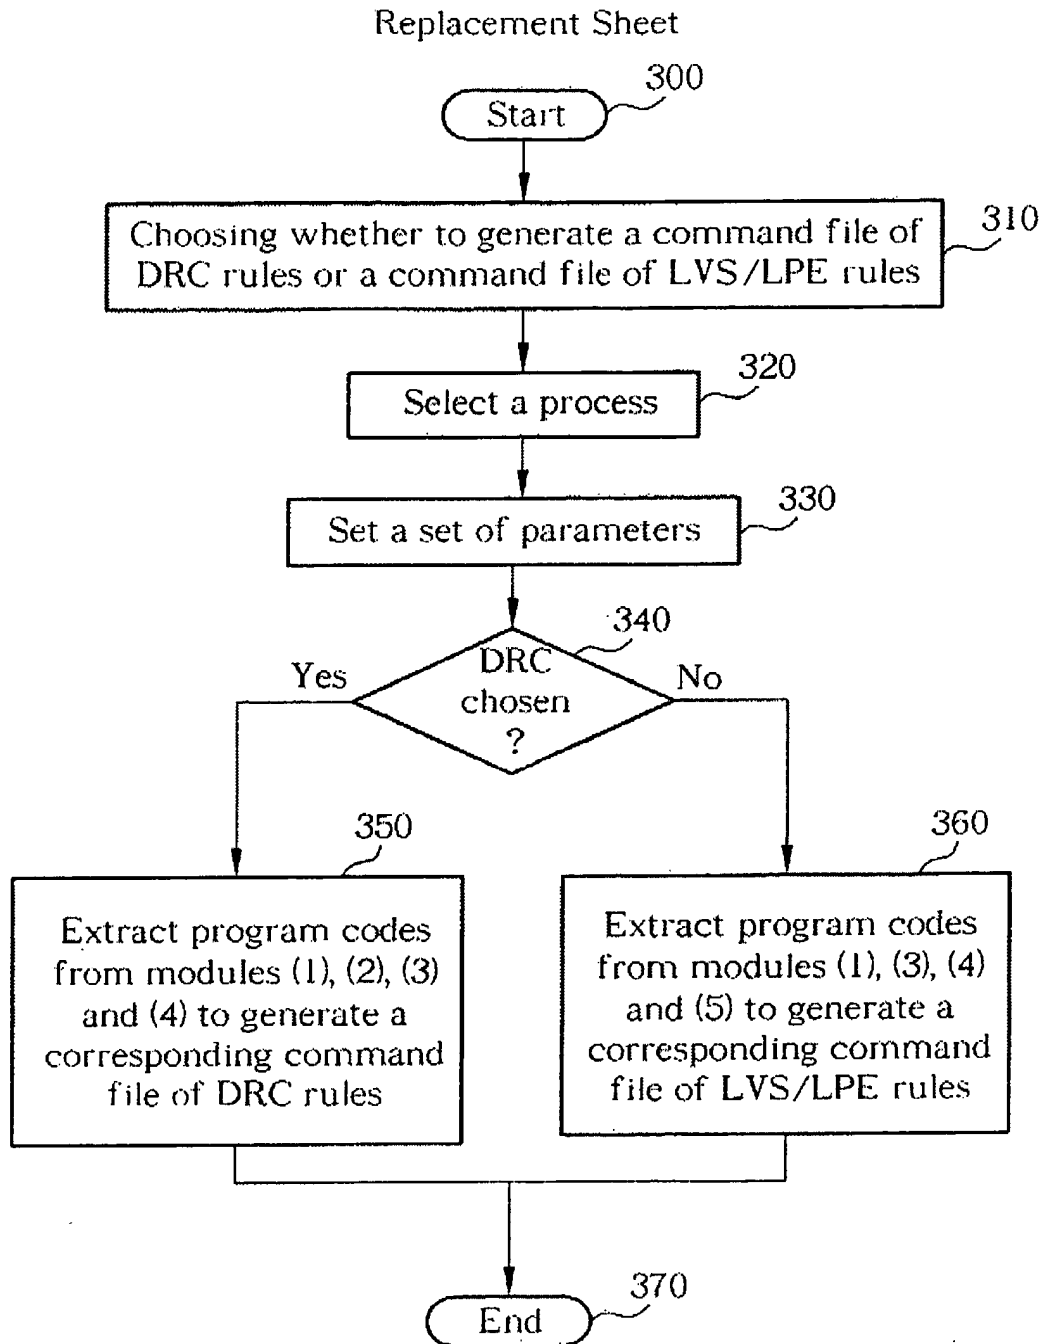 Replacement Sheet
300
Start
310
Choosing whether to generate a command file of
DRC rules or a command file of LVS/LPE rules
320
Select a process
330
Set a set of parameters
340
Yes
DRC
chosen
?
No
350
Extract program codes
from modules (1), (2), (3)
and (4) to generate a
corresponding command
file of DRC rules
360
Extract program codes
from modules (1), (3), (4)
and (5) to generate a
corresponding command
file of LVS/LPE rules
370
End